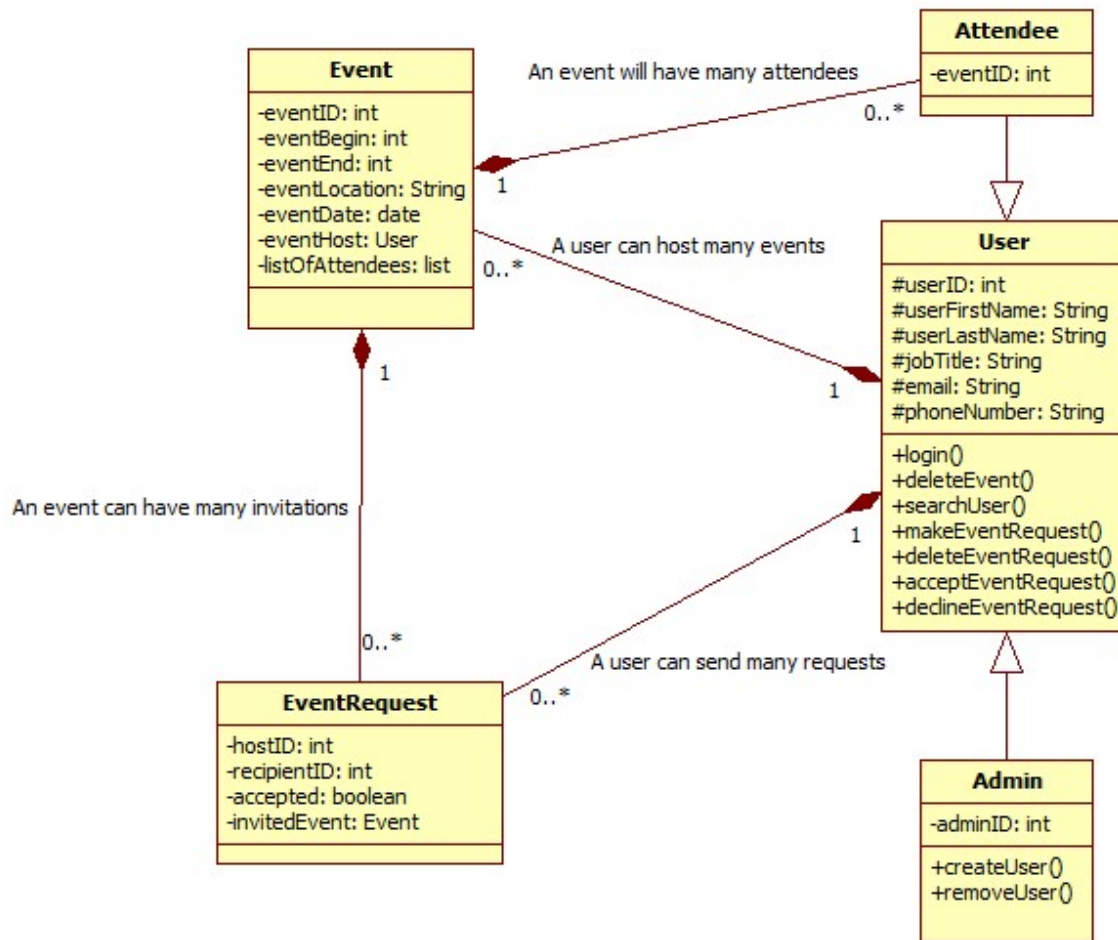 Attendee
-eventID: int
An event will have many attendees
0..*
1
Event
-eventID: int
-eventBegin: int
-eventEnd: int
-eventLocation: String
-eventDate: date
-eventHost: User
-listOfAttendees: list
A user can host many events
0..*
1
User
#userID: int
#userFirstName: String
#userLastName: String
#jobTitle: String
#email: String
#phoneNumber: String
+login()
+deleteEvent()
+searchUser()
+makeEventRequest()
+deleteEventRequest()
+acceptEventRequest()
+declineEventRequest()
1
An event can have many invitations
0..*
1
A user can send many requests
0..*
EventRequest
-hostID: int
-recipientID: int
-accepted: boolean
-invitedEvent: Event
Admin
-adminID: int
+createUser()
+removeUser()